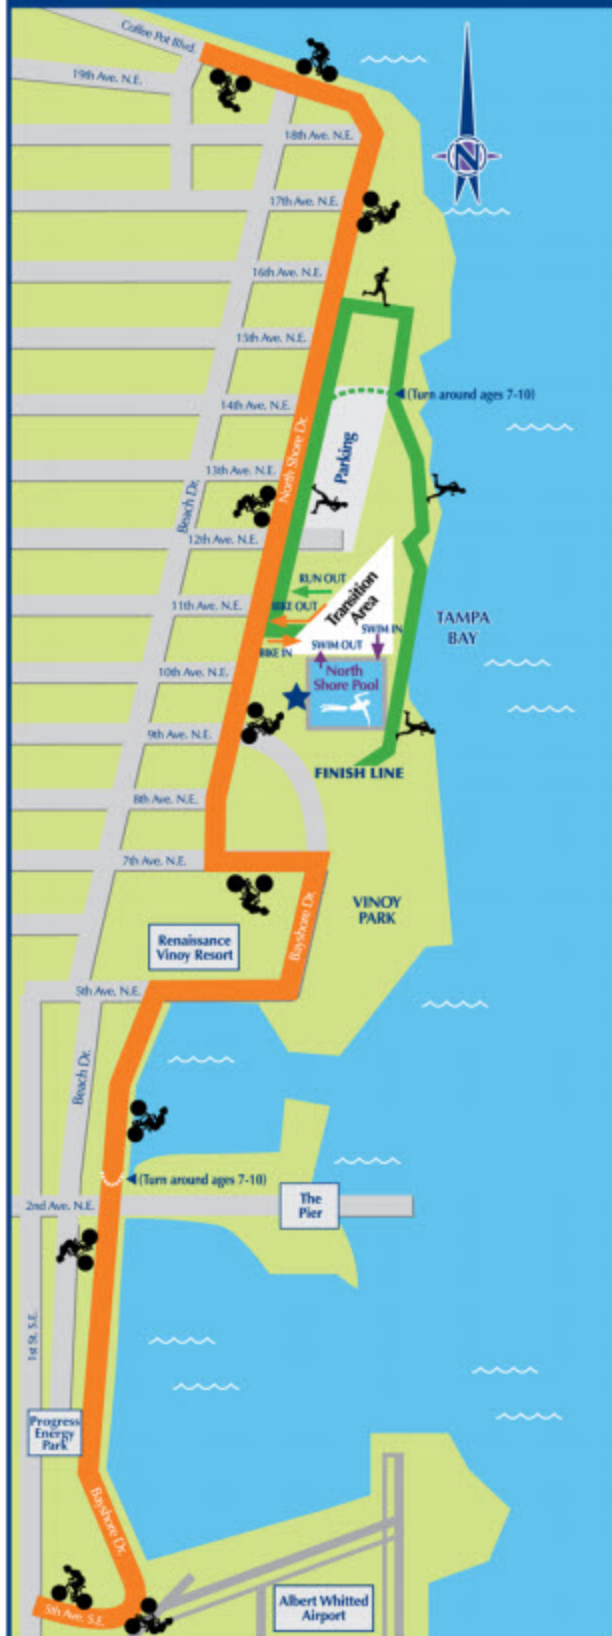 Coffee Pot Blvd.
19th Ave. N.E.
N
18th Ave. N.E.
17th Ave. N.E.
16th Ave. N.E.
15th Ave. N.E.
(Turn around ages 7-10)
14th Ave. N.E.
North Shore Dr.
Parking
13th Ave. N.E.
Beach Dr.
12th Ave. N.E.
RUN OUT
Transition
Area
BIKE OUT
11th Ave. N.E.
TAMPA
BAY
SWIM IN
SWIM OUT
BIKE IN
10th Ave. N.E.
North
Shore Pool
9th Ave. N.E.
FINISH LINE
8th Ave. N.E.
7th Ave. N.E.
Bayshore Dr.
VINOY
PARK
Renaissance
Vinoy Resort
5th Ave. N.E.
Beach Dr.
(Turn around ages 7-10)
2nd Ave. N.E.
The
Pier
1st St. S.E.
Progress
Energy
Park
Bayshore Dr.
5th Ave. S.E.
Albert Whitted
Airport